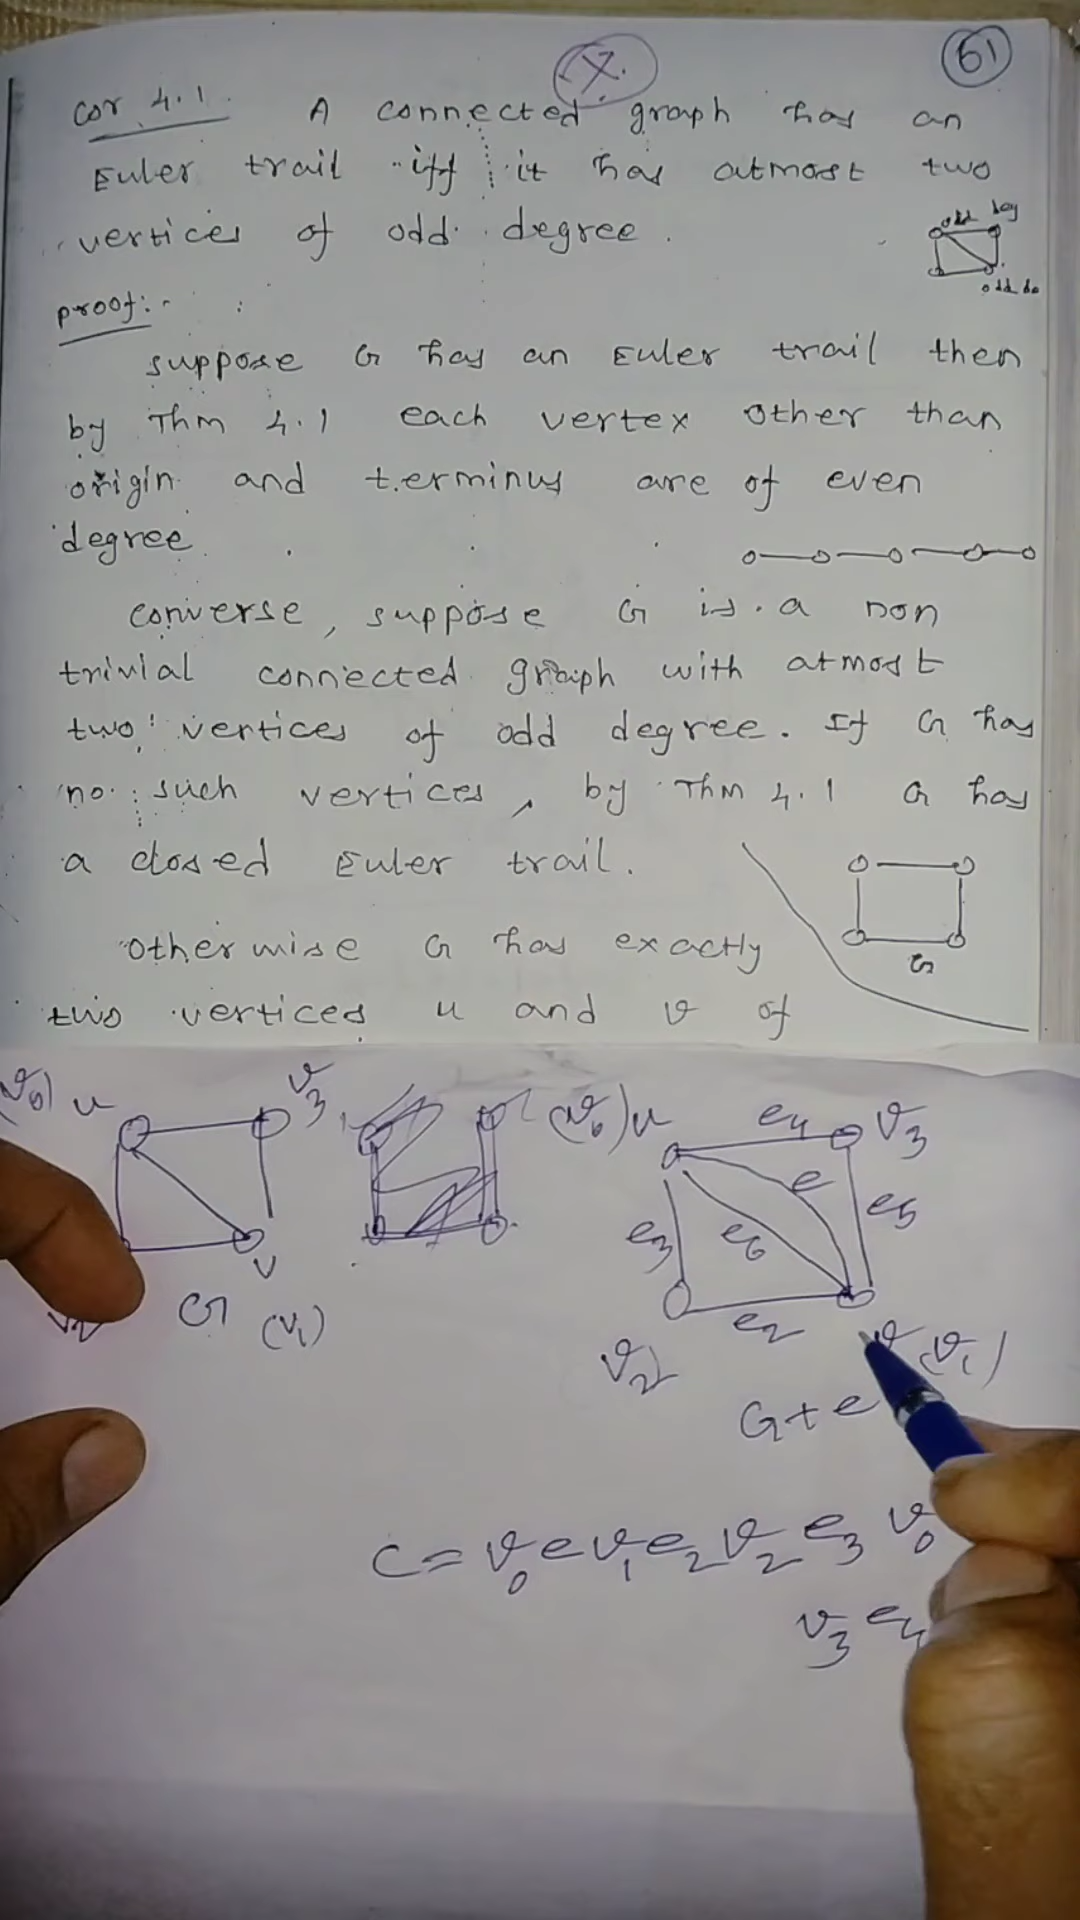 X.
61
Cor 4.1. A connected graph has an
Euler trail iff it has atmost two
vertices of odd degree.
odd deg
odd de
proof:-
suppose G has an Euler trail then
by Thm 4.1 each vertex other than
origin and terminus are of even
degree.
converse, suppose G is a non
trivial connected graph with atmost
two vertices of odd degree. If G has
no such vertices, by Thm 4.1 G has
a closed Euler trail.
G
otherwise G has exactly
two vertices u and v of
(v0) u v3
v
v2 G (v1)
(v0) u e4 v3
e
e3 e6 e5
e2
v2 v (v1)
G+e
C = v0 e v1 e2 v2 e3 v0
v3 e4